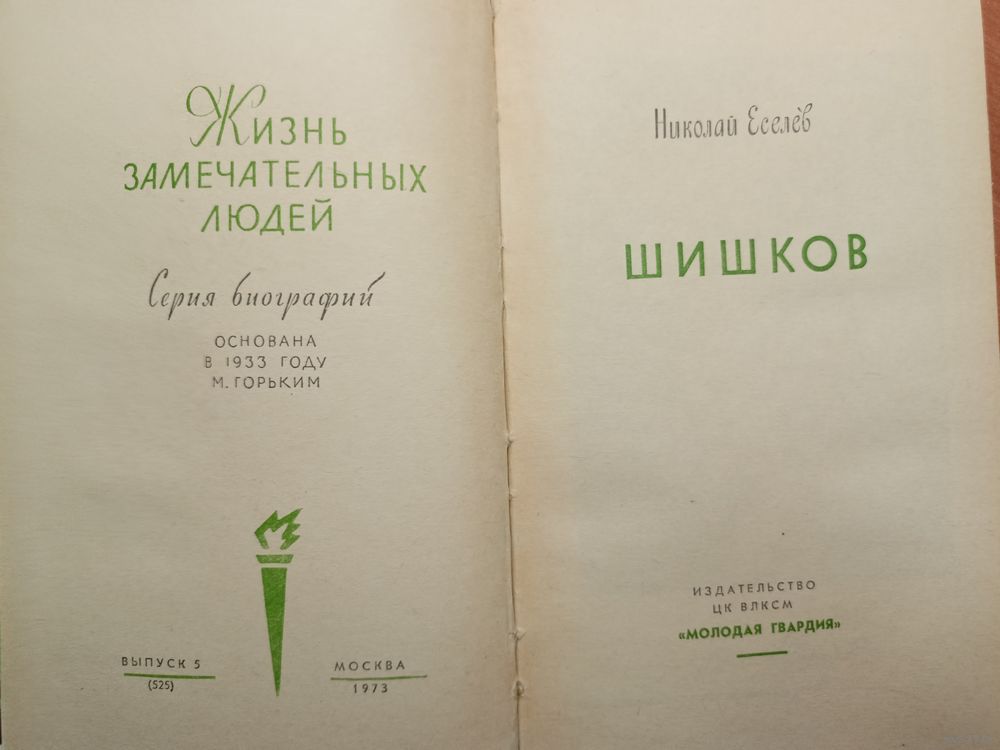 Жизнь
ЗАМЕЧАТЕЛЬНЫХ
ЛЮДЕЙ
Серия биографий
ОСНОВАНА
В 1933 ГОДУ
М. ГОРЬКИМ
ВЫПУСК 5
(525)
МОСКВА
1973
Николай Еселёв
ШИШКОВ
ИЗДАТЕЛЬСТВО
ЦК ВЛКСМ
«МОЛОДАЯ ГВАРДИЯ»